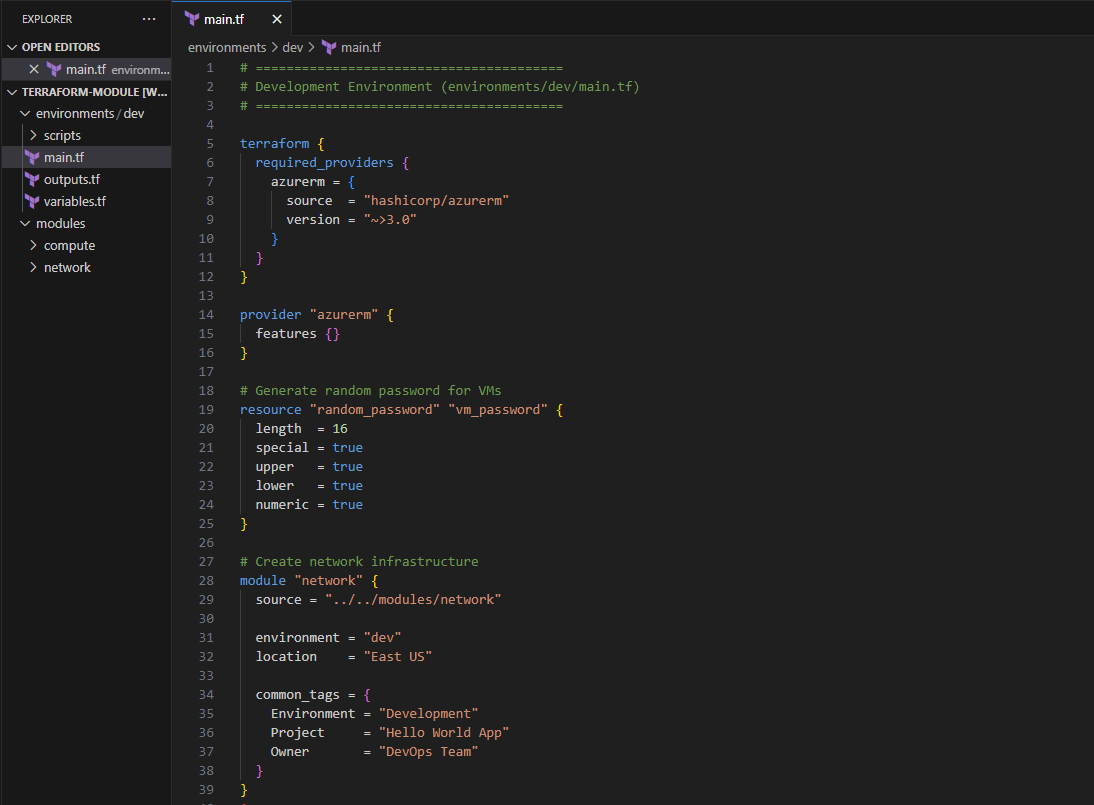 EXPLORER ...
OPEN EDITORS
main.tf environm...
TERRAFORM-MODULE [W...
environments / dev
scripts
main.tf
outputs.tf
variables.tf
modules
compute
network
main.tf
environments > dev > main.tf
1 # ========================================
2 # Development Environment (environments/dev/main.tf)
3 # ========================================
4
5 terraform {
6   required_providers {
7     azurerm = {
8       source  = "hashicorp/azurerm"
9       version = "~>3.0"
10     }
11   }
12 }
13
14 provider "azurerm" {
15   features {}
16 }
17
18 # Generate random password for VMs
19 resource "random_password" "vm_password" {
20   length  = 16
21   special = true
22   upper   = true
23   lower   = true
24   numeric = true
25 }
26
27 # Create network infrastructure
28 module "network" {
29   source = "../../modules/network"
30
31   environment = "dev"
32   location    = "East US"
33
34   common_tags = {
35     Environment = "Development"
36     Project     = "Hello World App"
37     Owner       = "DevOps Team"
38   }
39 }